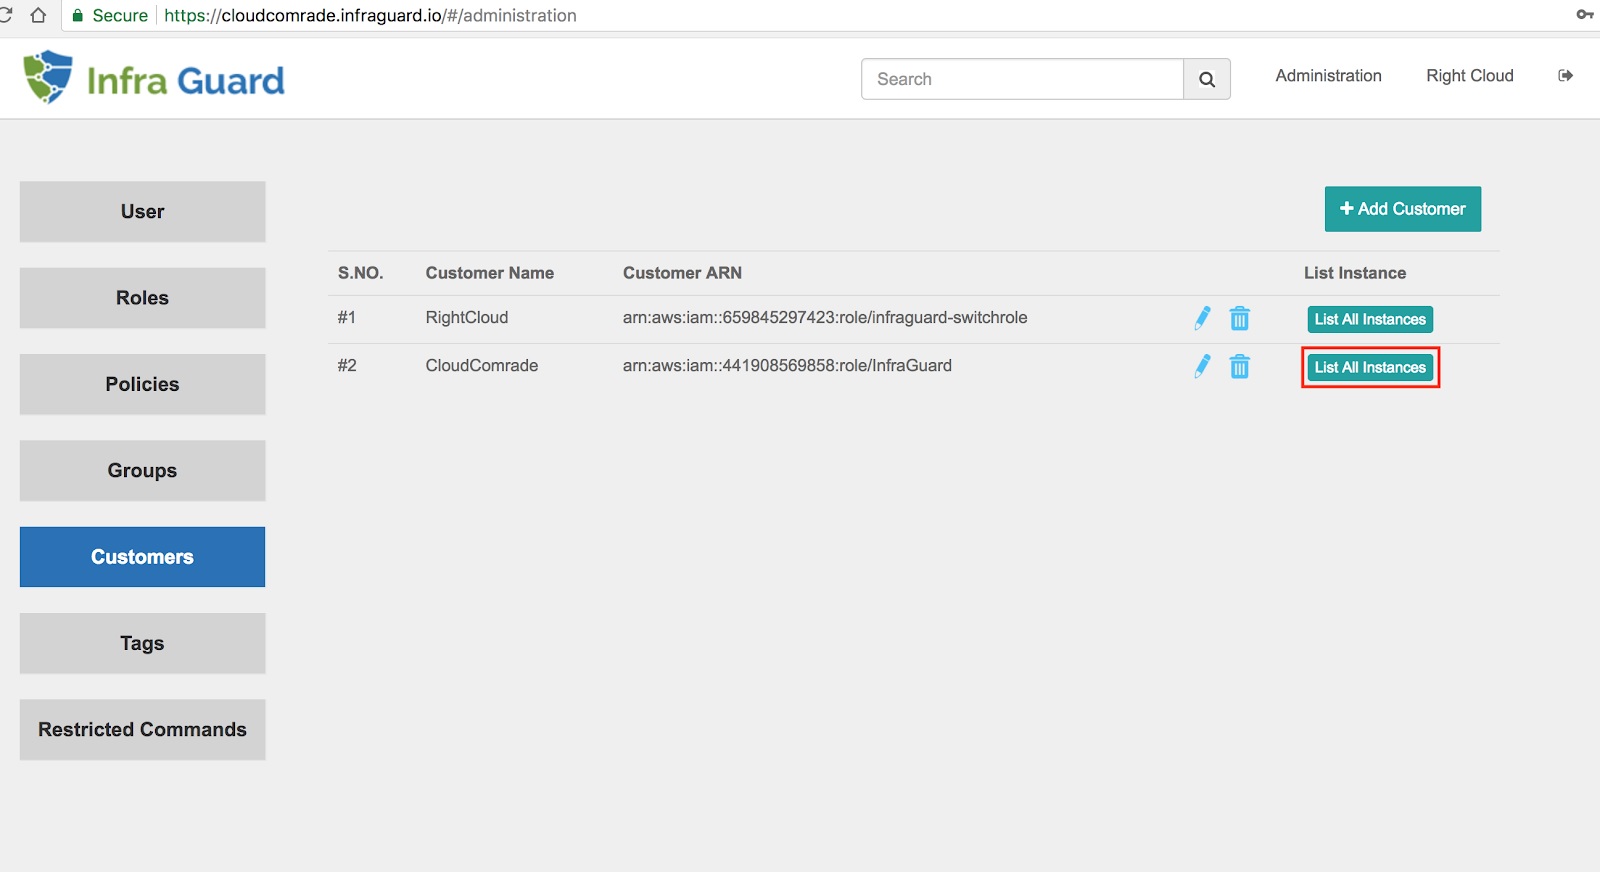 Secure https://cloudcomrade.infraguard.io/#/administration
Infra Guard
Search
Administration
Right Cloud
User
Roles
Policies
Groups
Customers
Tags
Restricted Commands
+ Add Customer
S.NO. Customer Name Customer ARN List Instance
#1 RightCloud arn:aws:iam::659845297423:role/infraguard-switchrole List All Instances
#2 CloudComrade arn:aws:iam::441908569858:role/InfraGuard List All Instances